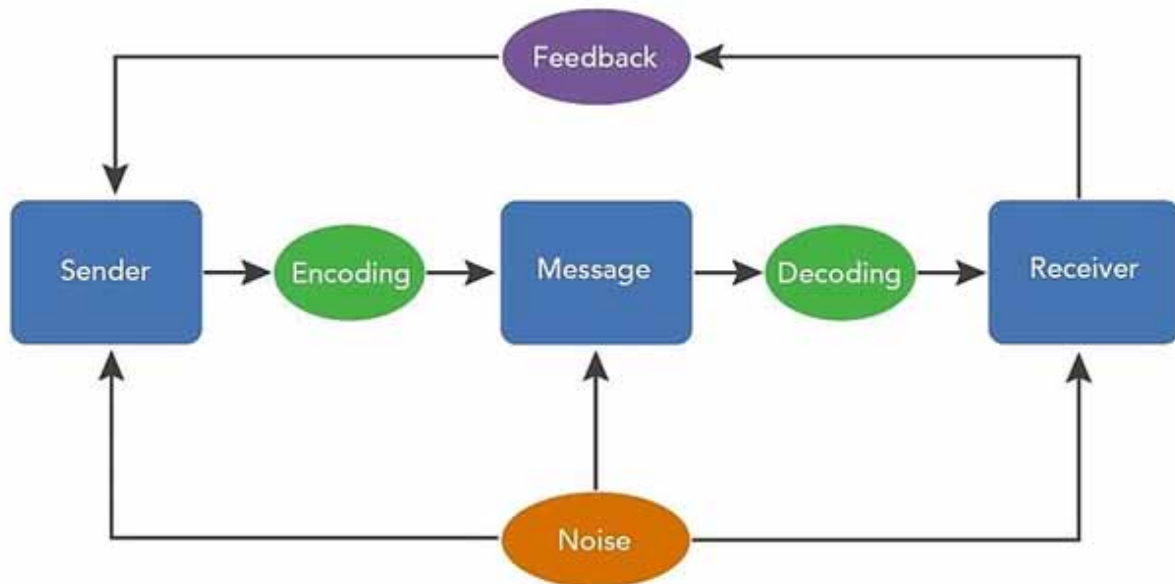 Feedback
Sender
Encoding
Message
Decoding
Receiver
Noise